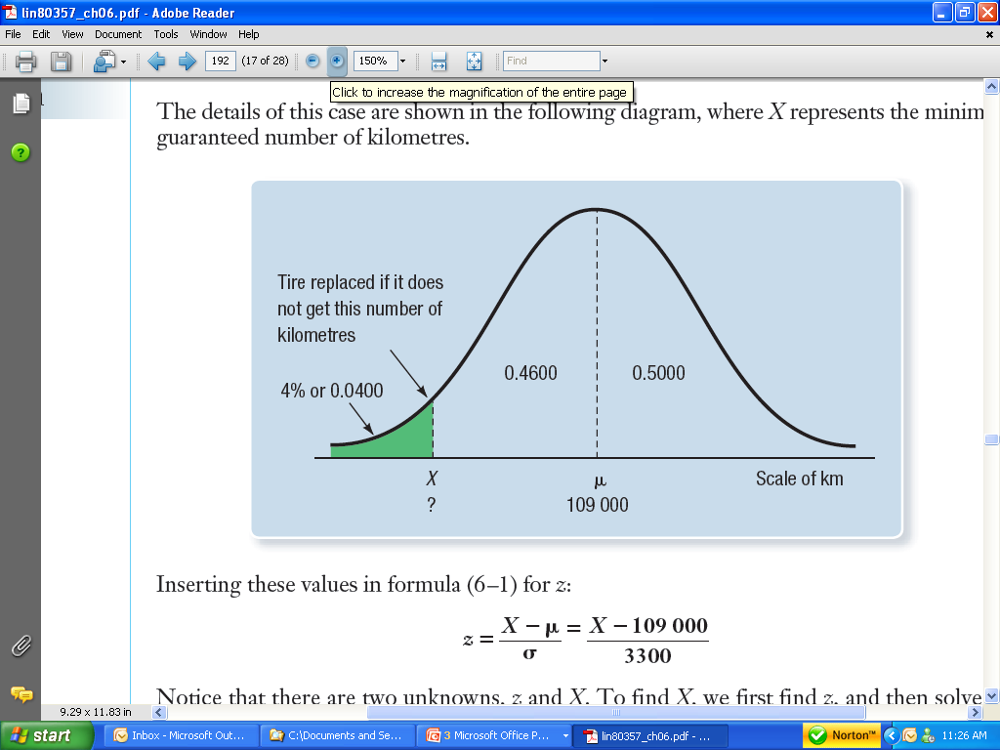 lin80357_ch06.pdf - Adobe Reader
File Edit View Document Tools Window Help
192 (17 of 28) 150% Find
Click to increase the magnification of the entire page
The details of this case are shown in the following diagram, where X represents the minim
guaranteed number of kilometres.
Tire replaced if it does
not get this number of
kilometres
0.4600 0.5000
4% or 0.0400
X μ Scale of km
? 109 000
Inserting these values in formula (6–1) for z:
z = X − μ / σ = X − 109 000 / 3300
Notice that there are two unknowns, z and X. To find X, we first find z, and then solve
9.29 x 11.83 in
start Inbox - Microsoft Out... C:\Documents and Se... 3 Microsoft Office P... lin80357_ch06.pdf - ... Norton™ 11:26 AM